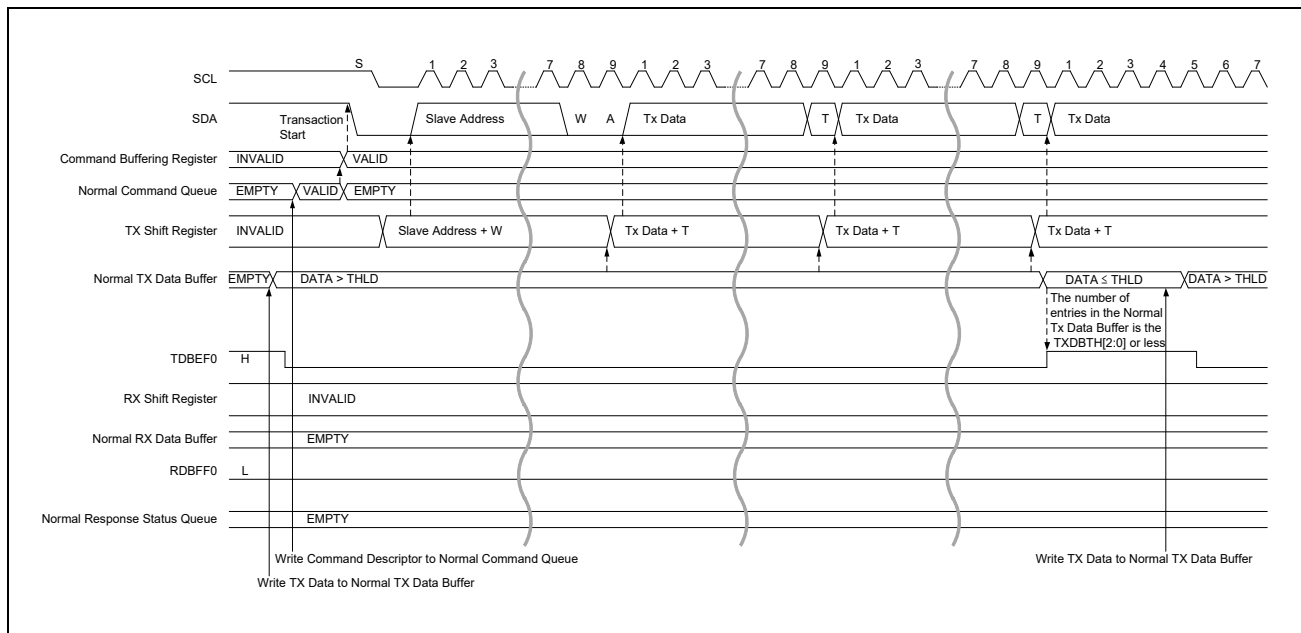 S 1 2 3 7 8 9 1 2 3 7 8 9 1 2 3 7 8 9 1 2 3 4 5 6 7
SCL
SDA
Transaction
Start
Slave Address W A Tx Data T Tx Data T Tx Data
Command Buffering Register INVALID VALID
Normal Command Queue EMPTY VALID EMPTY
TX Shift Register INVALID Slave Address + W Tx Data + T Tx Data + T Tx Data + T
Normal TX Data Buffer EMPTY DATA > THLD DATA ≤ THLD DATA > THLD
The number of
entries in the Normal
Tx Data Buffer is the
TXDBTH[2:0] or less
TDBEF0 H
RX Shift Register INVALID
Normal RX Data Buffer EMPTY
RDBFF0 L
Normal Response Status Queue EMPTY
Write Command Descriptor to Normal Command Queue Write TX Data to Normal TX Data Buffer
Write TX Data to Normal TX Data Buffer